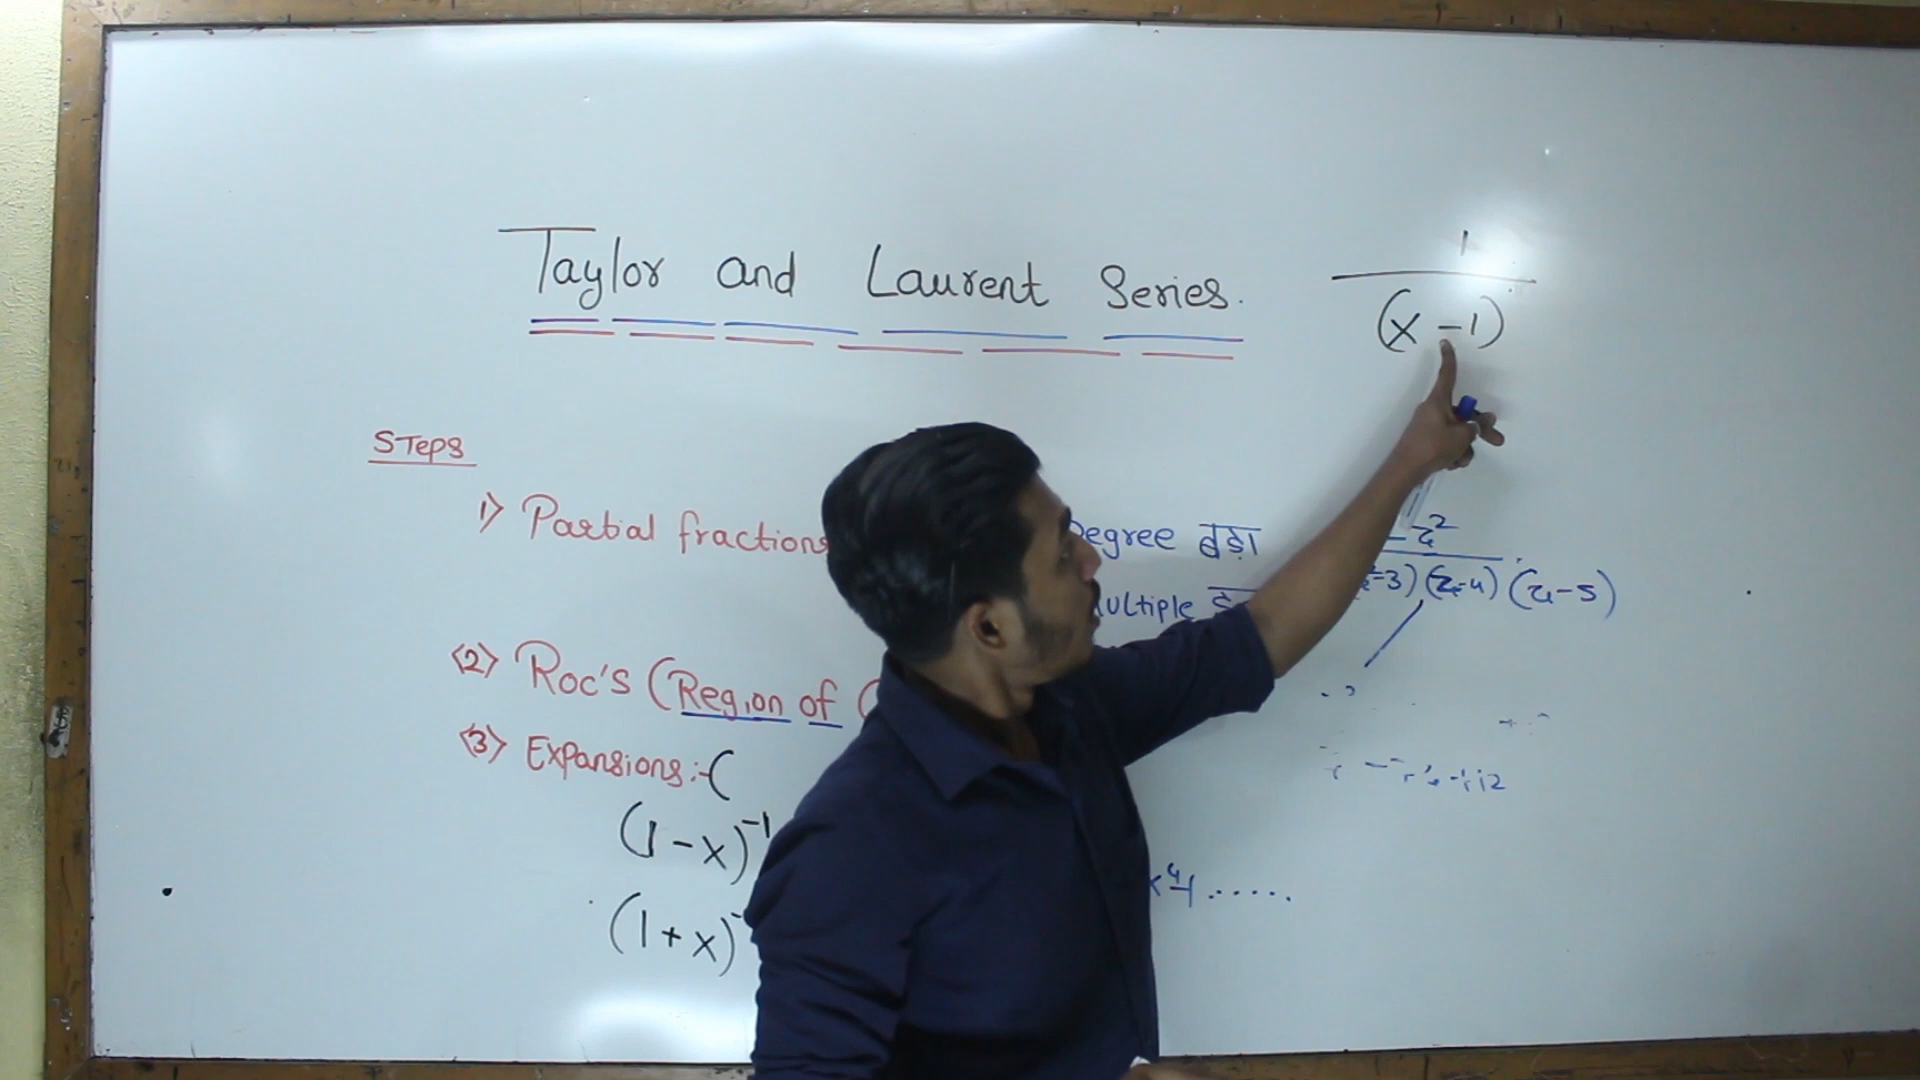 Taylor and Laurent Series.
1
(x-1)
STeps
1) Partial fractions
Degree बड़ा
z²
-3) (z-4) (z-5)
<2> Roc's (Region of
<3> Expansions:-(
(1-x)⁻¹
x⁴+ ......
(1+x)⁻